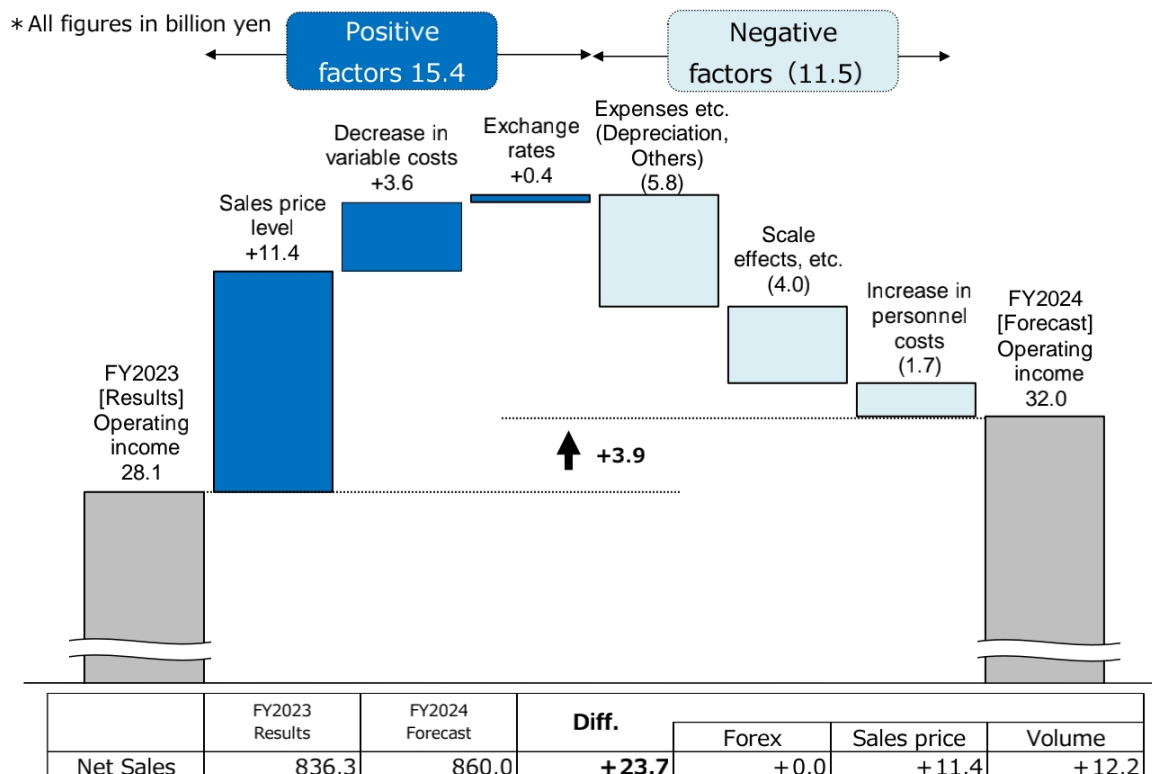 *All figures in billion yen
Positive
factors 15.4
Negative
factors (11.5)
FY2023
[Results]
Operating
income
28.1
Sales price
level
+11.4
Decrease in
variable costs
+3.6
Exchange
rates
+0.4
Expenses etc.
(Depreciation,
Others)
(5.8)
Scale
effects, etc.
(4.0)
Increase in
personnel
costs
(1.7)
FY2024
[Forecast]
Operating
income
32.0
+3.9
FY2023
Results
FY2024
Forecast
Diff.
Forex Sales price Volume
Net Sales 836.3 860.0 +23.7 +0.0 +11.4 +12.2